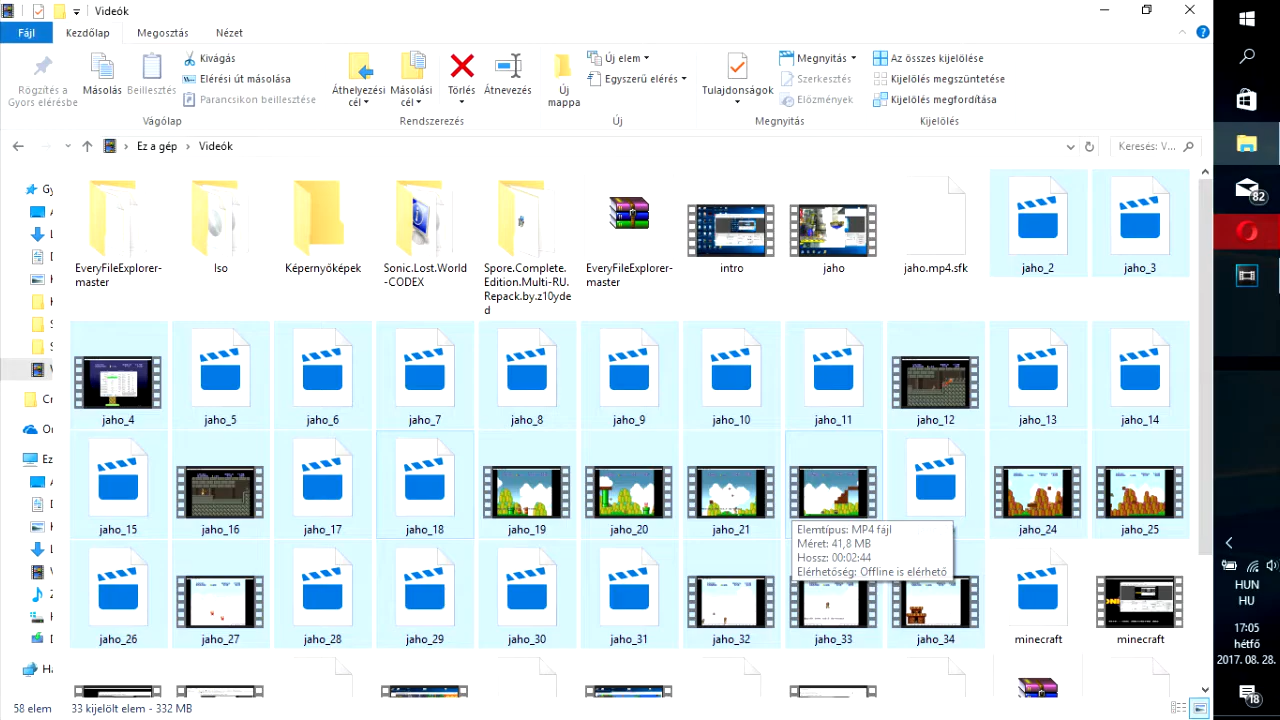 Videók
Fájl
Kezdőlap
Megosztás
Nézet
Rögzítés a
Gyors elérésbe
Másolás
Beillesztés
Kivágás
Elérési út másolása
Parancsikon beillesztése
Vágólap
Áthelyezési
cél
Másolási
cél
Törlés
Átnevezés
Rendszerezés
Új
mappa
Új elem
Egyszerű elérés
Új
Tulajdonságok
Megnyitás
Szerkesztés
Előzmények
Megnyitás
Az összes kijelölése
Kijelölés megszüntetése
Kijelölés megfordítása
Kijelölés
Ez a gép
Videók
Keresés: V...
EveryFileExplorer-
master
Iso
Képernyőképek
Sonic.Lost.World
-CODEX
Spore.Complete.
Edition.Multi-RU.
Repack.by.z10yde
d
EveryFileExplorer-
master
intro
jaho
jaho.mp4.sfk
jaho_2
jaho_3
jaho_4
jaho_5
jaho_6
jaho_7
jaho_8
jaho_9
jaho_10
jaho_11
jaho_12
jaho_13
jaho_14
jaho_15
jaho_16
jaho_17
jaho_18
jaho_19
jaho_20
jaho_21
jaho_24
jaho_25
Elemtípus: MP4 fájl
Méret: 41,8 MB
Hossz: 00:02:44
Elérhetőség: Offline is elérhető
jaho_26
jaho_27
jaho_28
jaho_29
jaho_30
jaho_31
jaho_32
jaho_33
jaho_34
minecraft
minecraft
58 elem
33 kijelölt elem - 332 MB
82
HUN
HU
17:05
hétfő
2017. 08. 28.
18